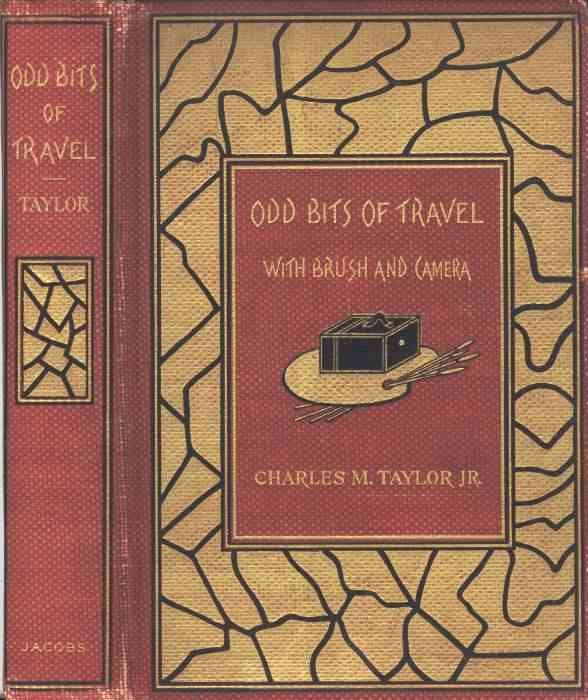 ODD BITS
OF
TRAVEL
TAYLOR
JACOBS
ODD BITS OF TRAVEL
WITH BRUSH AND CAMERA
CHARLES M. TAYLOR JR.